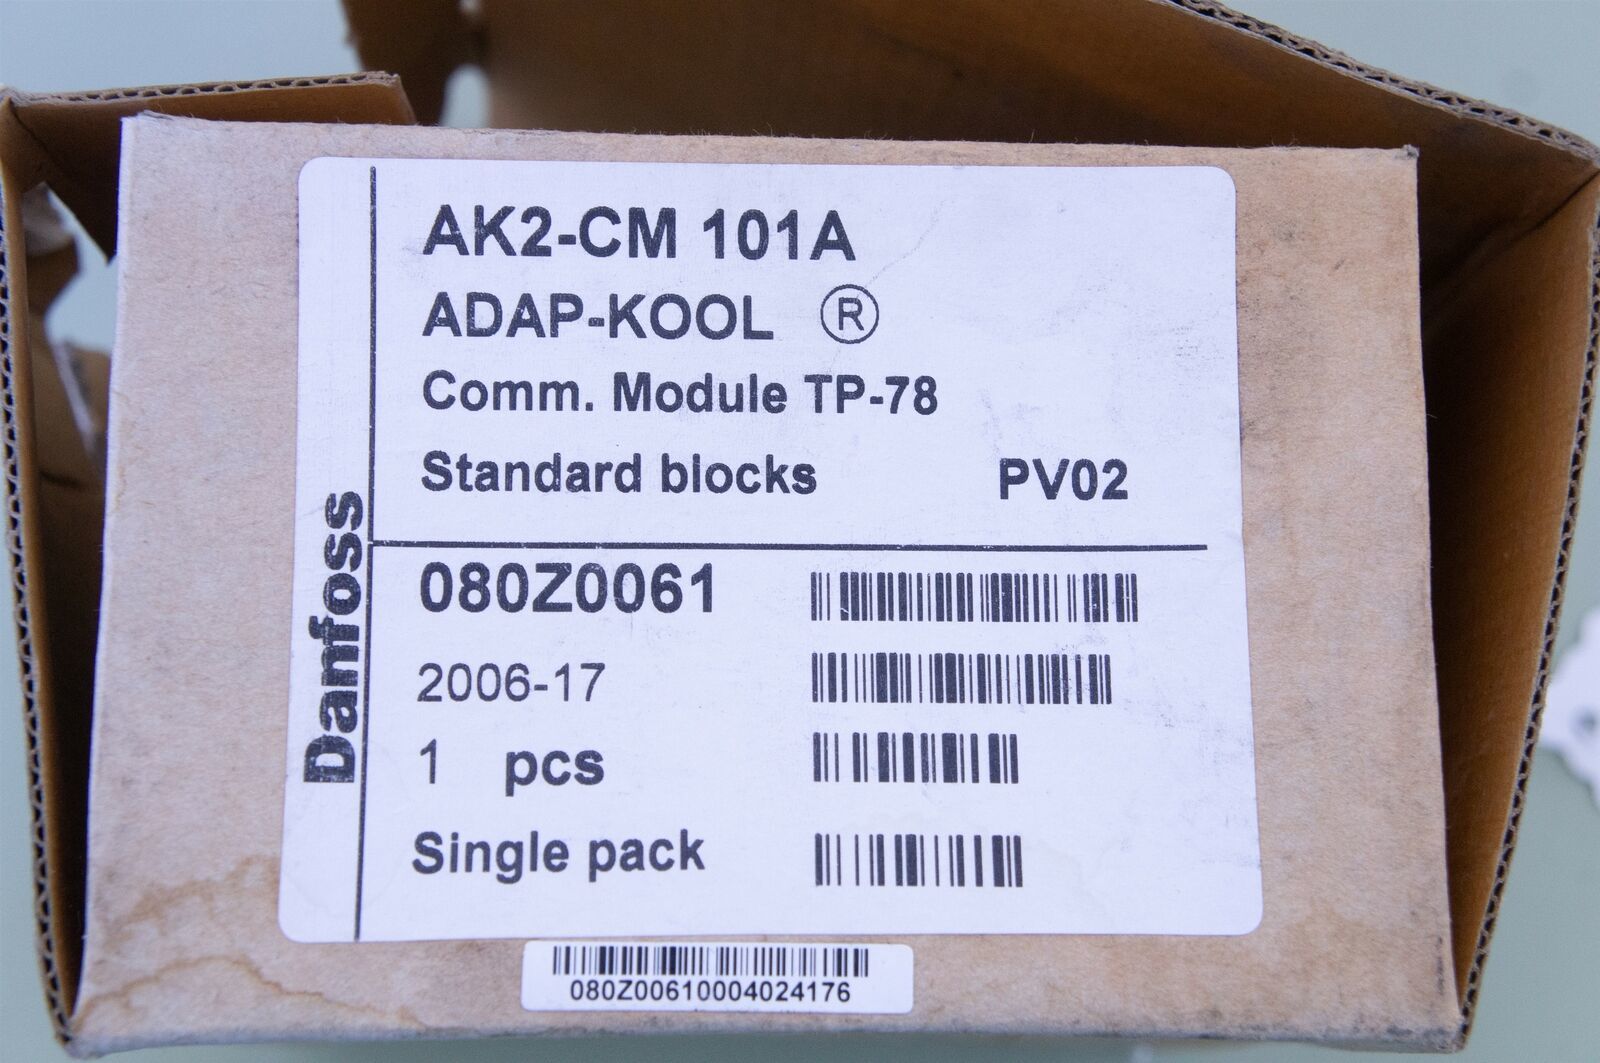 AK2-CM 101A
ADAP-KOOL ®
Comm. Module TP-78
Standard blocks PV02
Danfoss
080Z0061
2006-17
1 pcs
Single pack
080Z00610004024176